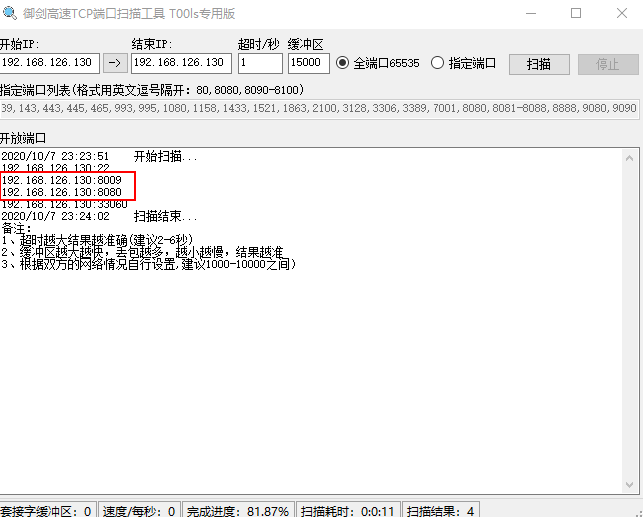 御剑高速TCP端口扫描工具 T00ls专用版
开始IP: 结束IP: 超时/秒 缓冲区
192.168.126.130 -> 192.168.126.130 1 15000 全端口65535 指定端口 扫描 停止
指定端口列表(格式用英文逗号隔开: 80,8080,8090-8100)
39, 143, 443, 445, 465, 993, 995, 1080, 1158, 1433, 1521, 1863, 2100, 3128, 3306, 3389, 7001, 8080, 8081-8088, 8888, 9080, 9090
开放端口
2020/10/7 23:23:51 开始扫描...
192.168.126.130:22
192.168.126.130:8009
192.168.126.130:8080
192.168.126.130:33060
2020/10/7 23:24:02 扫描结束...
备注:
1、超时越大结果越准确(建议2-6秒)
2、缓冲区越大越快，丢包越多，越小越慢，结果越准
3、根据双方的网络情况自行设置,建议1000-10000之间)
套接字缓冲区: 0 速度/每秒: 0 完成进度: 81.87% 扫描耗时: 0:0:11 扫描结果: 4